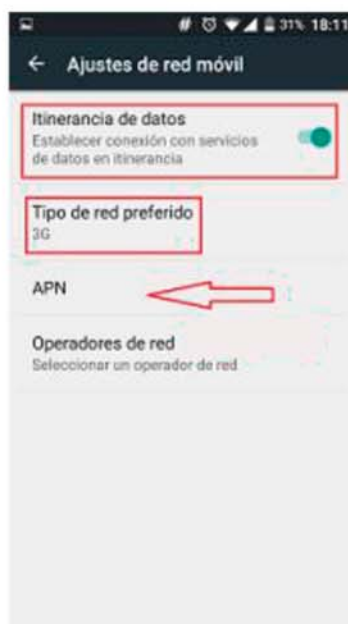 # 31% 18:11
Ajustes de red móvil
Itinerancia de datos
Establecer conexión con servicios
de datos en itinerancia
Tipo de red preferido
3G
APN
Operadores de red
Seleccionar un operador de red